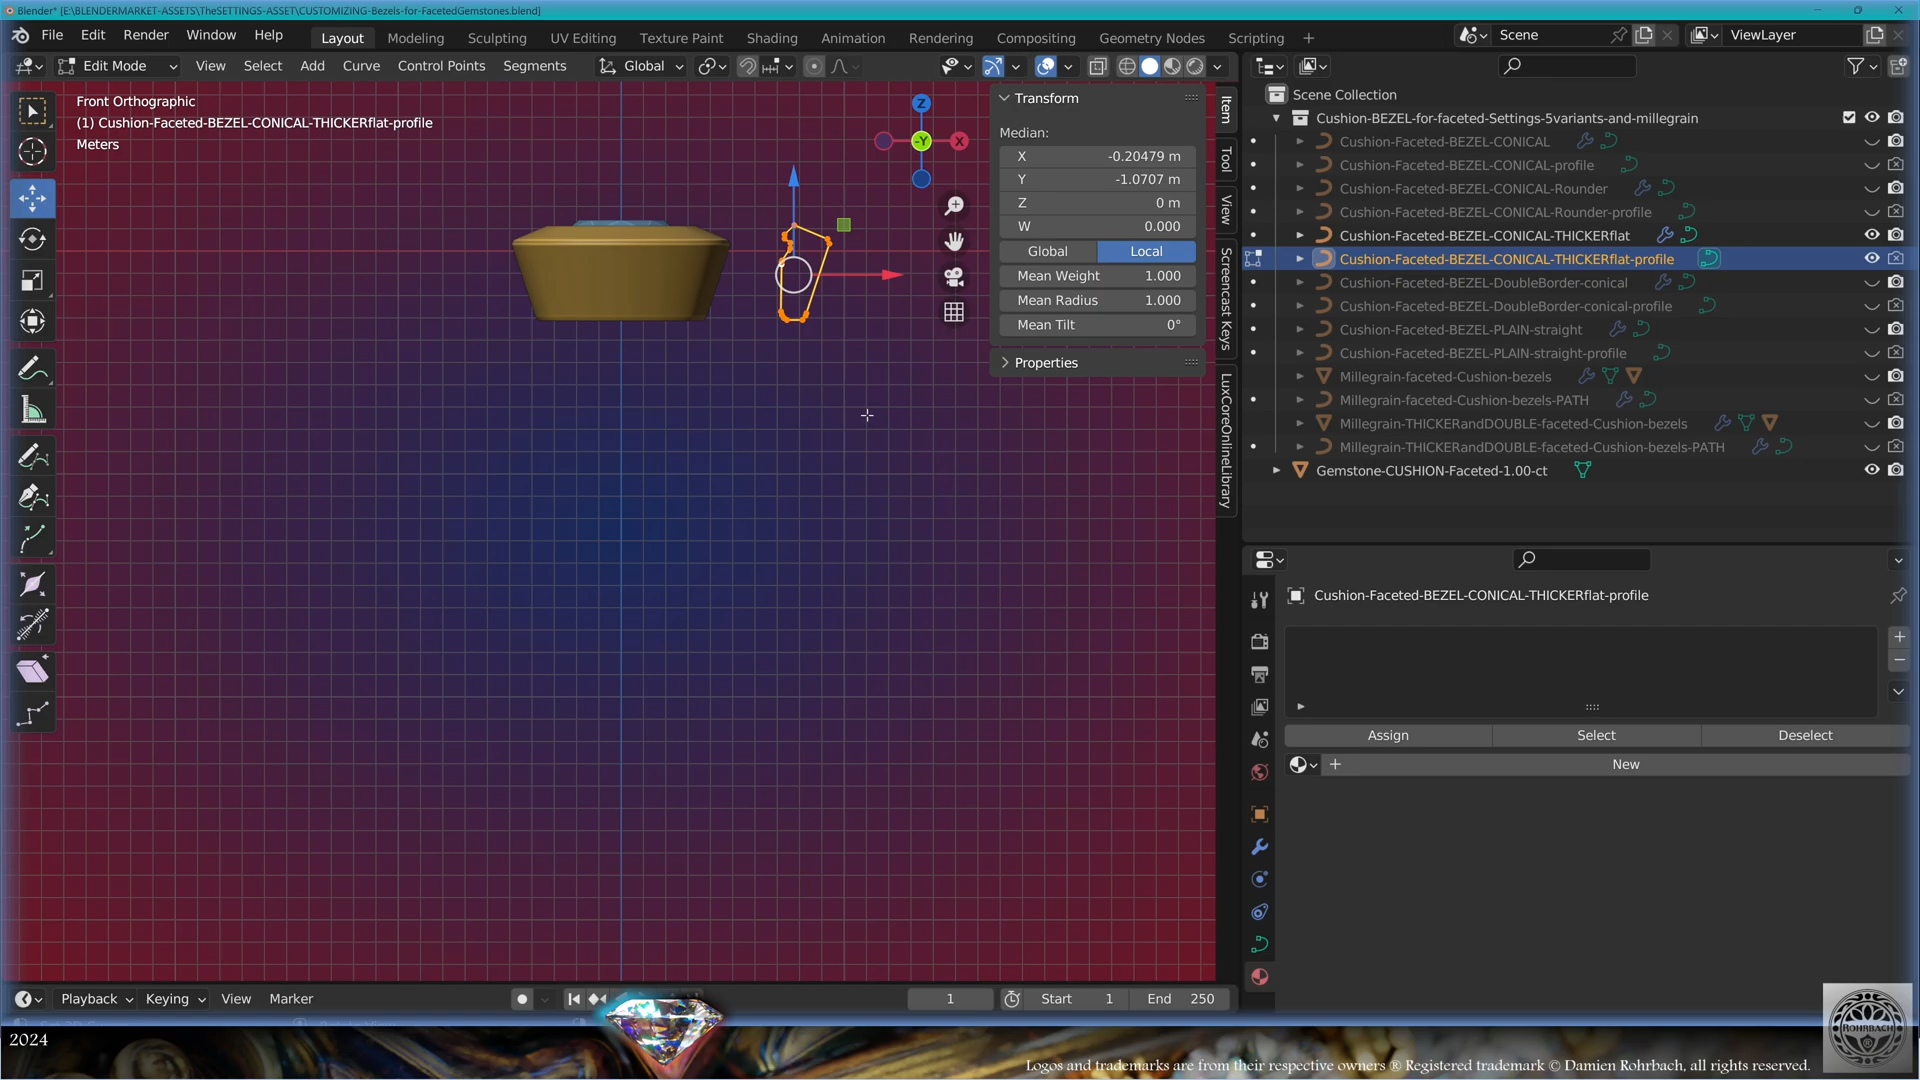 Blender* [E:\BLENDERMARKET-ASSETS\TheSETTINGS-ASSET\CUSTOMIZING-Bezels-for-FacetedGemstones.blend]
File Edit Render Window Help
Layout Modeling Sculpting UV Editing Texture Paint Shading Animation Rendering Compositing Geometry Nodes Scripting +
Scene
ViewLayer
Edit Mode View Select Add Curve Control Points Segments Global
Front Orthographic
(1) Cushion-Faceted-BEZEL-CONICAL-THICKERflat-profile
Meters
Z
-Y
X
Transform
Median:
X -0.20479 m
Y -1.0707 m
Z 0 m
W 0.000
Global Local
Mean Weight 1.000
Mean Radius 1.000
Mean Tilt 0°
Properties
Item
Tool
View
Screencast Keys
LuxCoreOnlineLibrary
Scene Collection
Cushion-BEZEL-for-faceted-Settings-5variants-and-millegrain
Cushion-Faceted-BEZEL-CONICAL
Cushion-Faceted-BEZEL-CONICAL-profile
Cushion-Faceted-BEZEL-CONICAL-Rounder
Cushion-Faceted-BEZEL-CONICAL-Rounder-profile
Cushion-Faceted-BEZEL-CONICAL-THICKERflat
Cushion-Faceted-BEZEL-CONICAL-THICKERflat-profile
Cushion-Faceted-BEZEL-DoubleBorder-conical
Cushion-Faceted-BEZEL-DoubleBorder-conical-profile
Cushion-Faceted-BEZEL-PLAIN-straight
Cushion-Faceted-BEZEL-PLAIN-straight-profile
Millegrain-faceted-Cushion-bezels
Millegrain-faceted-Cushion-bezels-PATH
Millegrain-THICKERandDOUBLE-faceted-Cushion-bezels
Millegrain-THICKERandDOUBLE-faceted-Cushion-bezels-PATH
Gemstone-CUSHION-Faceted-1.00-ct
Cushion-Faceted-BEZEL-CONICAL-THICKERflat-profile
Assign Select Deselect
New
Playback Keying View Marker
1
Start 1
End 250
2024
ROHRBACH
®
Logos and trademarks are from their respective owners ® Registered trademark © Damien Rohrbach, all rights reserved.